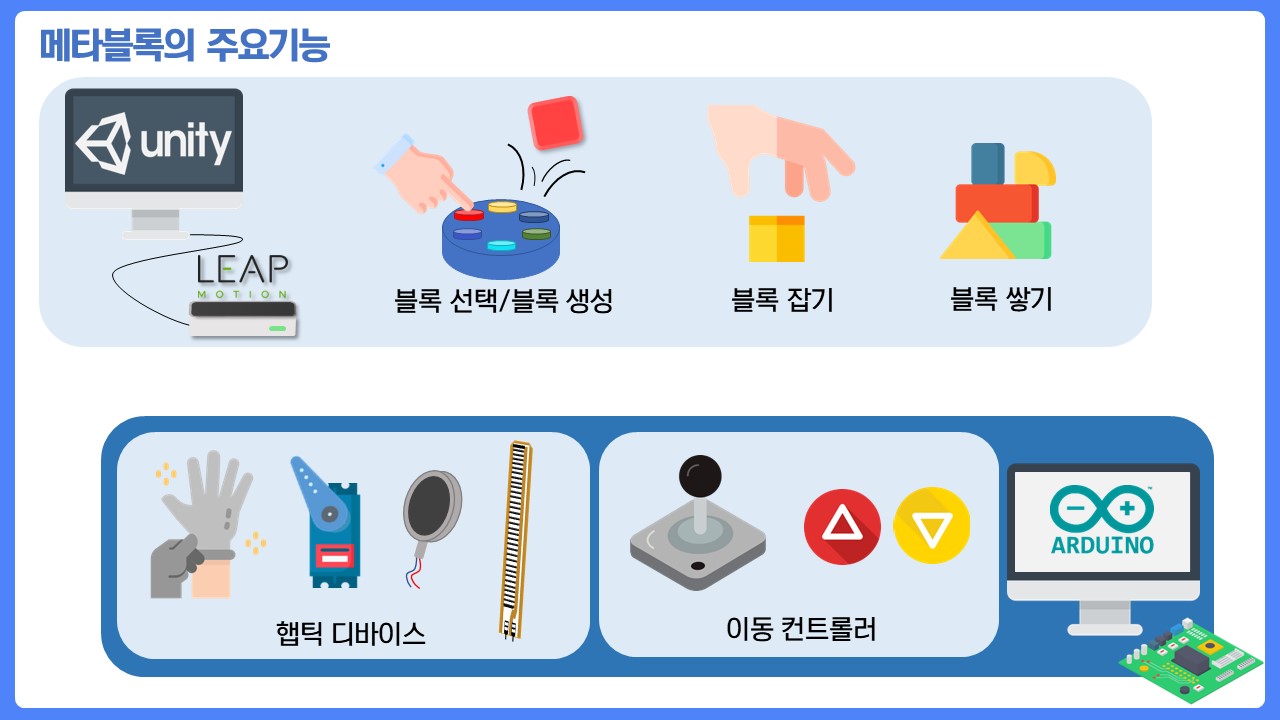 메타블록의 주요기능
unity
LEAP
MOTION
블록 선택/블록 생성
블록 잡기
블록 쌓기
햅틱 디바이스
이동 컨트롤러
ARDUINO